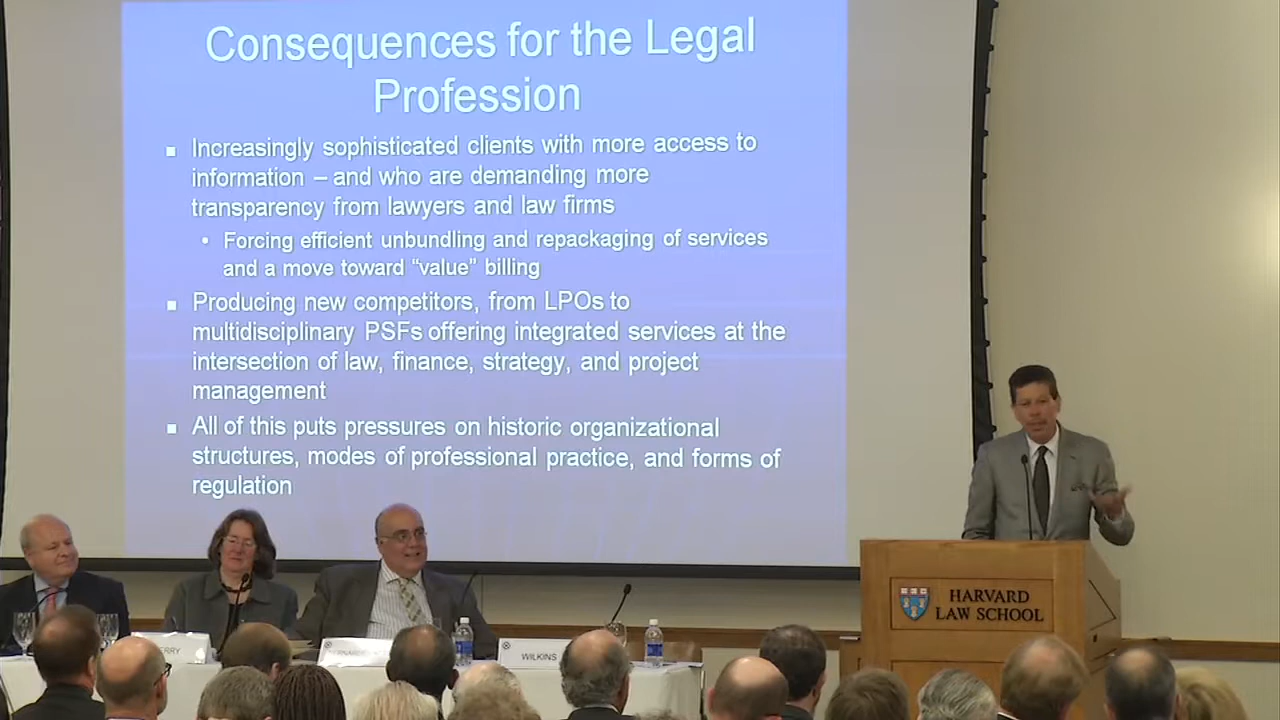 Consequences for the Legal
Profession
Increasingly sophisticated clients with more access to
information – and who are demanding more
transparency from lawyers and law firms
Forcing efficient unbundling and repackaging of services
and a move toward “value” billing
Producing new competitors, from LPOs to
multidisciplinary PSFs offering integrated services at the
intersection of law, finance, strategy, and project
management
All of this puts pressures on historic organizational
structures, modes of professional practice, and forms of
regulation
HARVARD
LAW SCHOOL
WILKINS